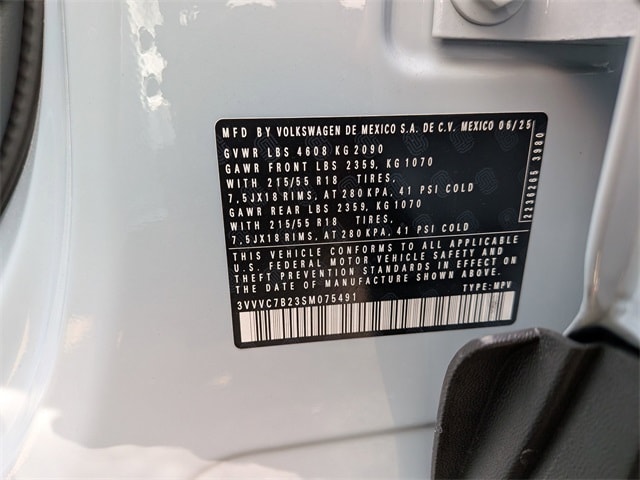 MFD BY VOLKSWAGEN DE MEXICO S.A. DE C.V. MEXICO 06/25
GVWR LBS 4608 KG 2090
GAWR FRONT LBS 2359, KG 1070
WITH 215/55 R18 TIRES,
7.5JX18 RIMS, AT 280 KPA, 41 PSI COLD
GAWR REAR LBS 2359, KG 1070
WITH 215/55 R18 TIRES,
7.5JX18 RIMS, AT 280 KPA, 41 PSI COLD
2230265 3980
THIS VEHICLE CONFORMS TO ALL APPLICABLE
U.S. FEDERAL MOTOR VEHICLE SAFETY AND
THEFT PREVENTION STANDARDS IN EFFECT ON
THE DATE OF MANUFACTURE SHOWN ABOVE.
3VVVC7B23SM075491 TYPE: MPV